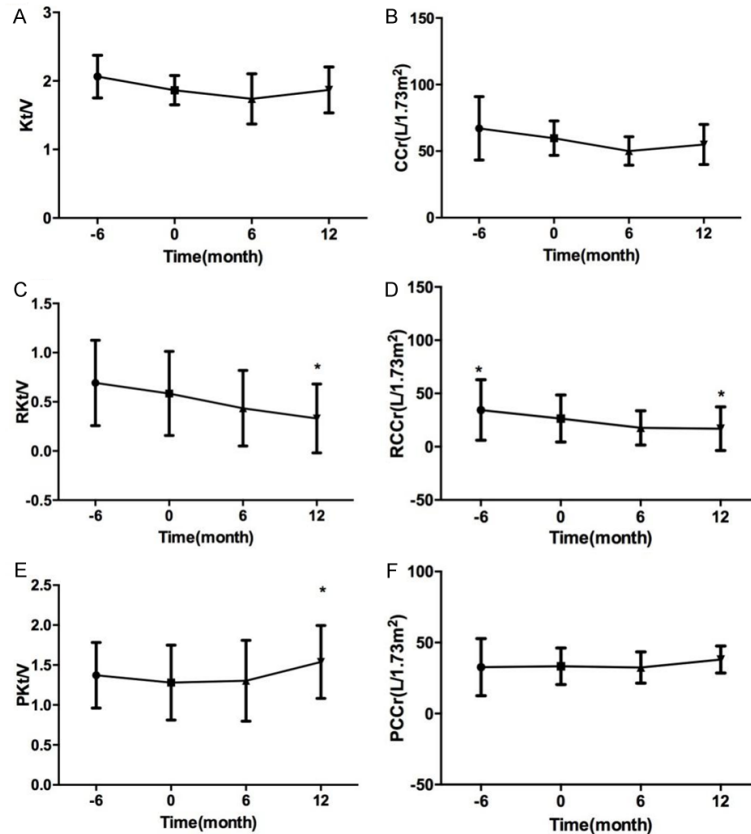 A
3
2
1
0
Kt/V
-6 0 6 12
Time(month)
B
150
100
50
0
CCr(L/1.73m²)
-6 0 6 12
Time(month)
C
1.5
1.0
0.5
0.0
-0.5
RKt/V
*
-6 0 6 12
Time(month)
D
150
100
50
0
-50
RCCr(L/1.73m²)
* *
-6 0 6 12
Time(month)
E
2.5
2.0
1.5
1.0
0.5
0.0
PKt/V
*
-6 0 6 12
Time(month)
F
100
50
0
-50
PCCr(L/1.73m²)
-6 0 6 12
Time(month)